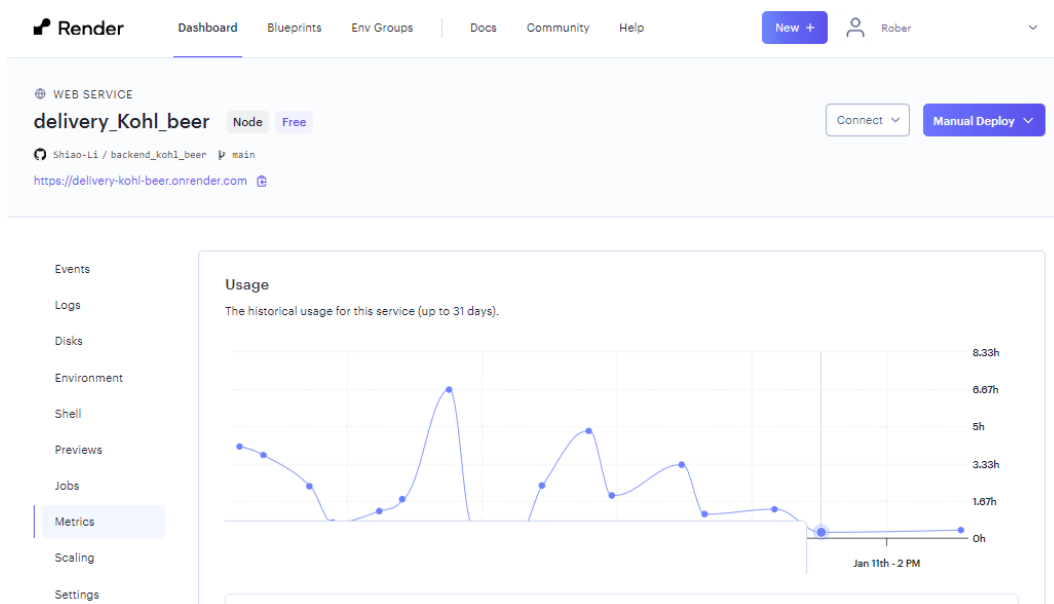 Render Dashboard Blueprints Env Groups Docs Community Help New + Rober
WEB SERVICE
delivery_Kohl_beer Node Free
Connect Manual Deploy
Shiao-Li / backend_kohl_beer main
https://delivery-kohl-beer.onrender.com
Events
Logs
Disks
Environment
Shell
Previews
Jobs
Metrics
Scaling
Settings
Usage
The historical usage for this service (up to 31 days).
8.33h
6.67h
5h
3.33h
1.67h
0h
Jan 11th - 2 PM